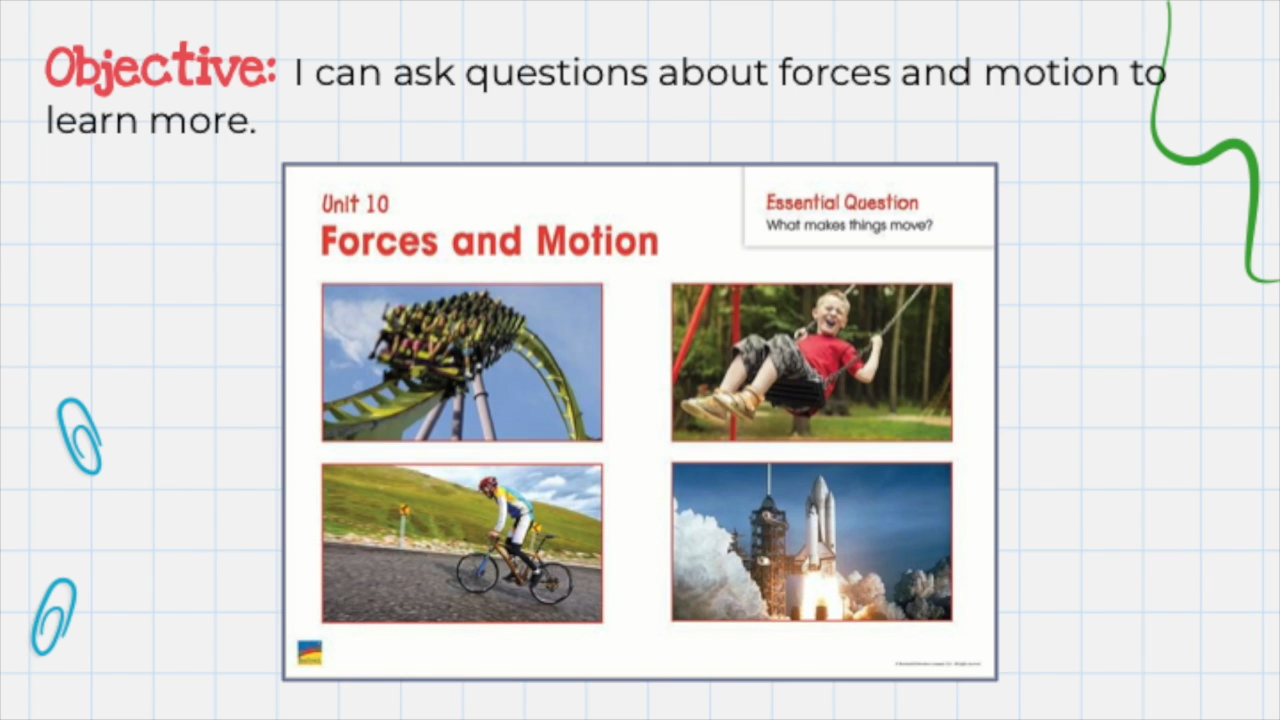 Objective: I can ask questions about forces and motion to
learn more.
Unit 10
Forces and Motion
Essential Question
What makes things move?